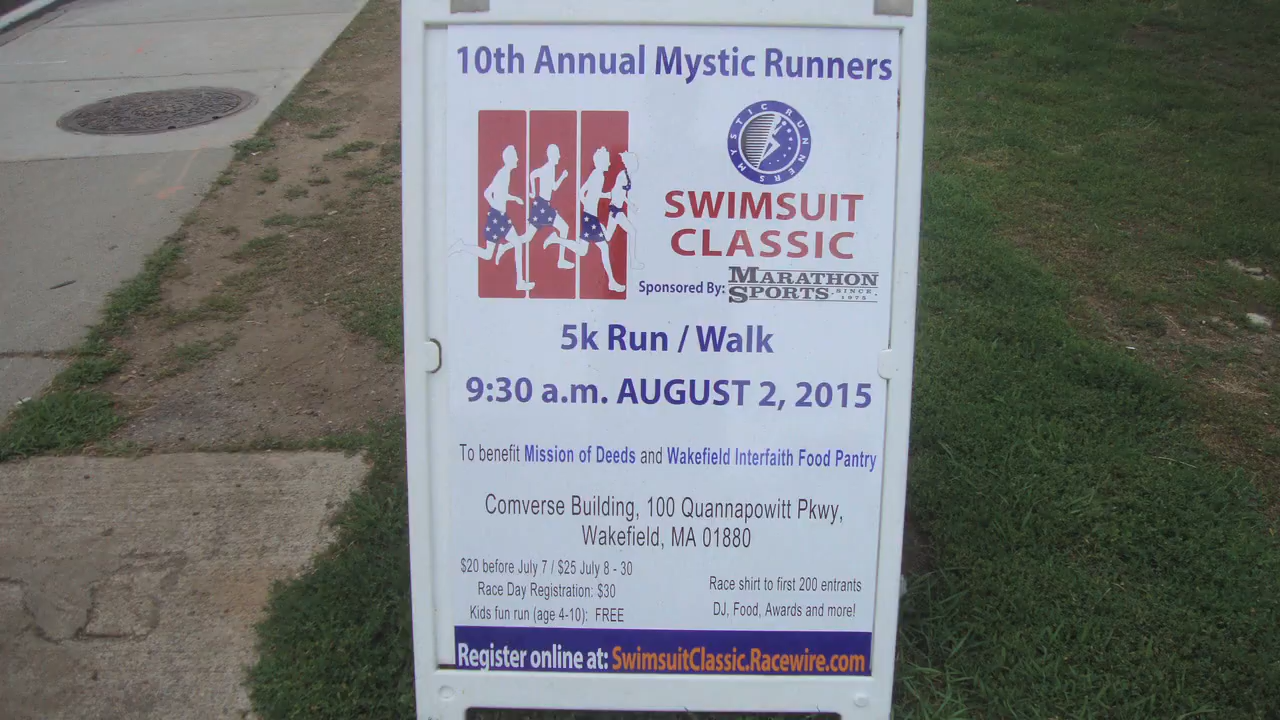 10th Annual Mystic Runners
MYSTIC RUNNERS
SWIMSUIT
CLASSIC
Sponsored By: MARATHON SPORTS SINCE 1975
5k Run / Walk
9:30 a.m. AUGUST 2, 2015
To benefit Mission of Deeds and Wakefield Interfaith Food Pantry
Comverse Building, 100 Quannapowitt Pkwy,
Wakefield, MA 01880
$20 before July 7 / $25 July 8 - 30
Race Day Registration: $30
Kids fun run (age 4-10): FREE
Race shirt to first 200 entrants
DJ, Food, Awards and more!
Register online at: SwimsuitClassic.Racewire.com